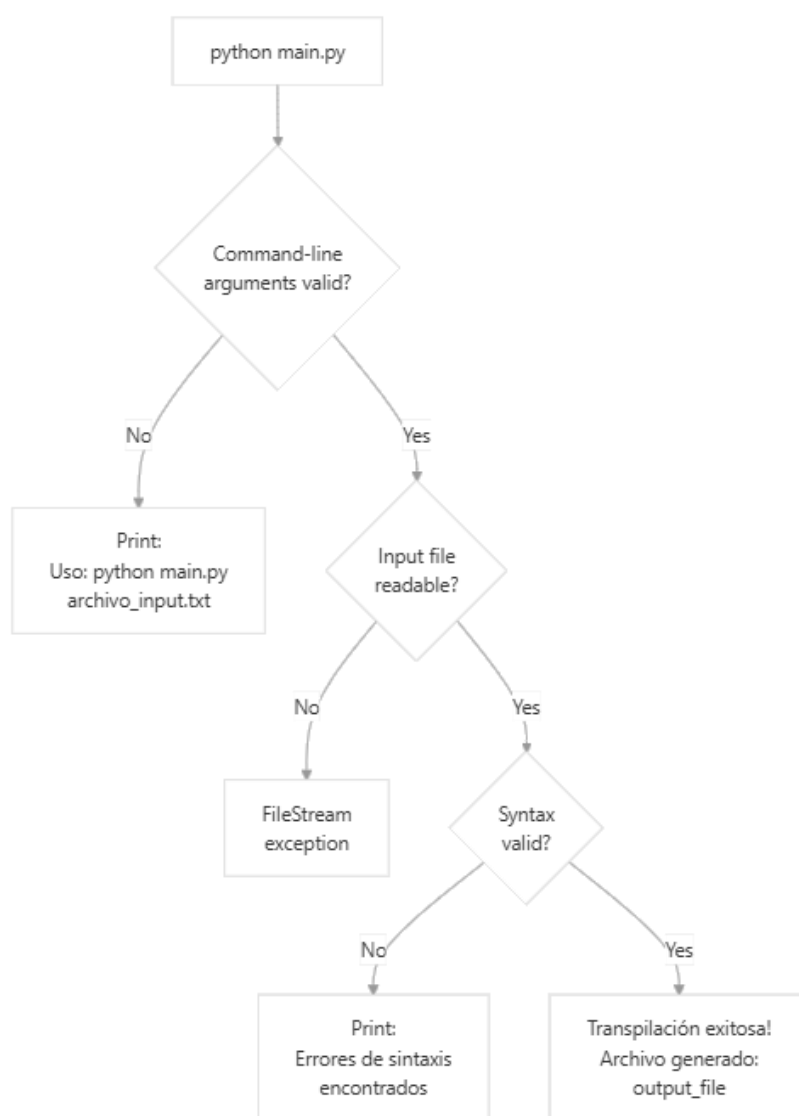 python main.py
Command-line
arguments valid?
No
Yes
Print:
Uso: python main.py
archivo_input.txt
Input file
readable?
No
Yes
FileStream
exception
Syntax
valid?
No
Yes
Print:
Errores de sintaxis
encontrados
Transpilación exitosa!
Archivo generado:
output_file